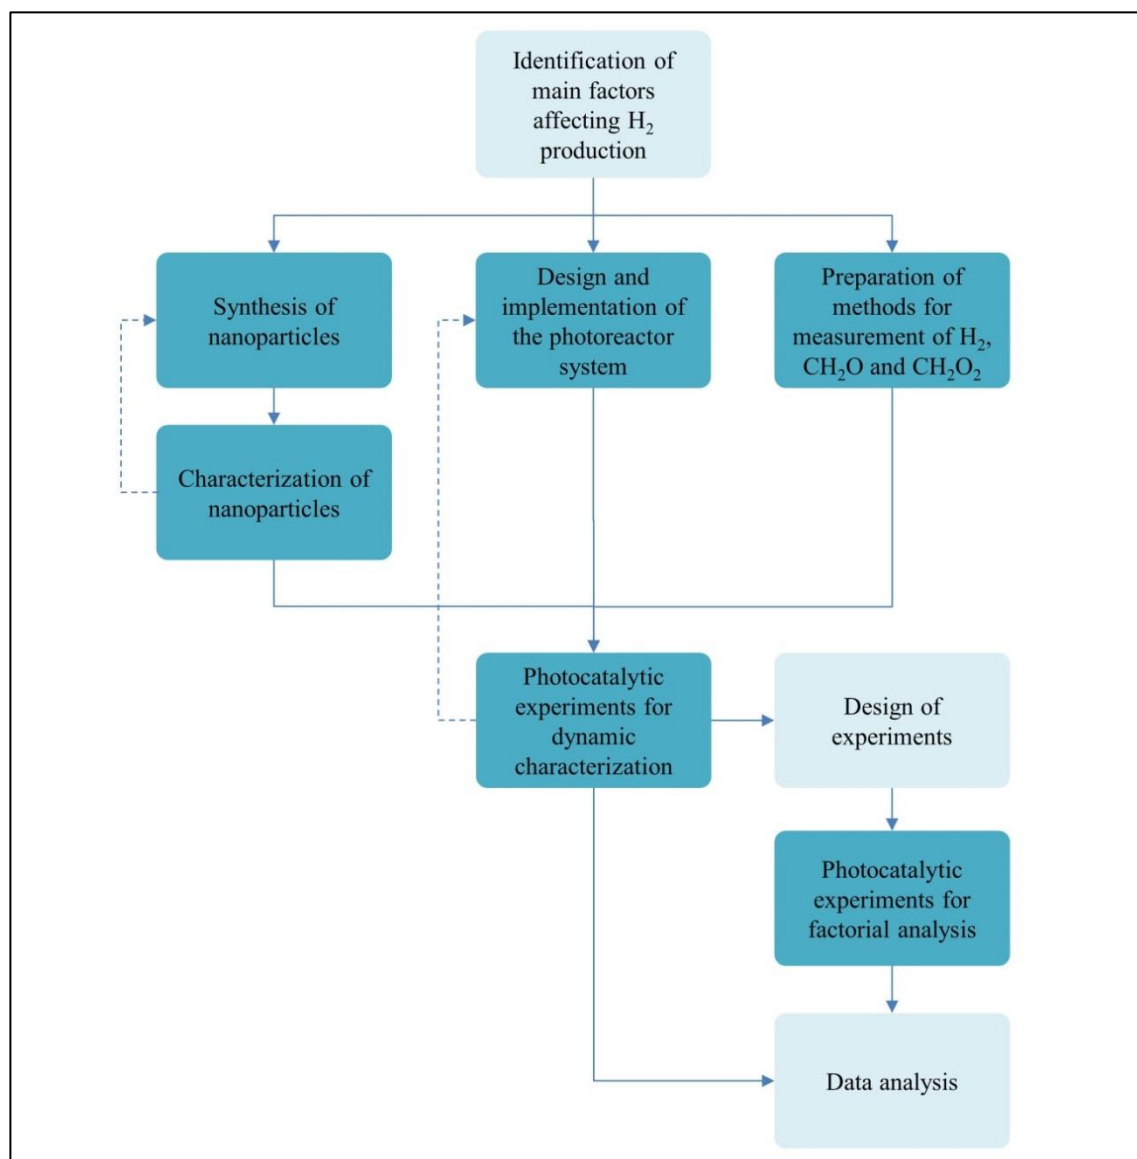 Identification of
main factors
affecting H₂
production
Synthesis of
nanoparticles
Design and
implementation of
the photoreactor
system
Preparation of
methods for
measurement of H₂,
CH₂O and CH₂O₂
Characterization of
nanoparticles
Photocatalytic
experiments for
dynamic
characterization
Design of
experiments
Photocatalytic
experiments for
factorial analysis
Data analysis